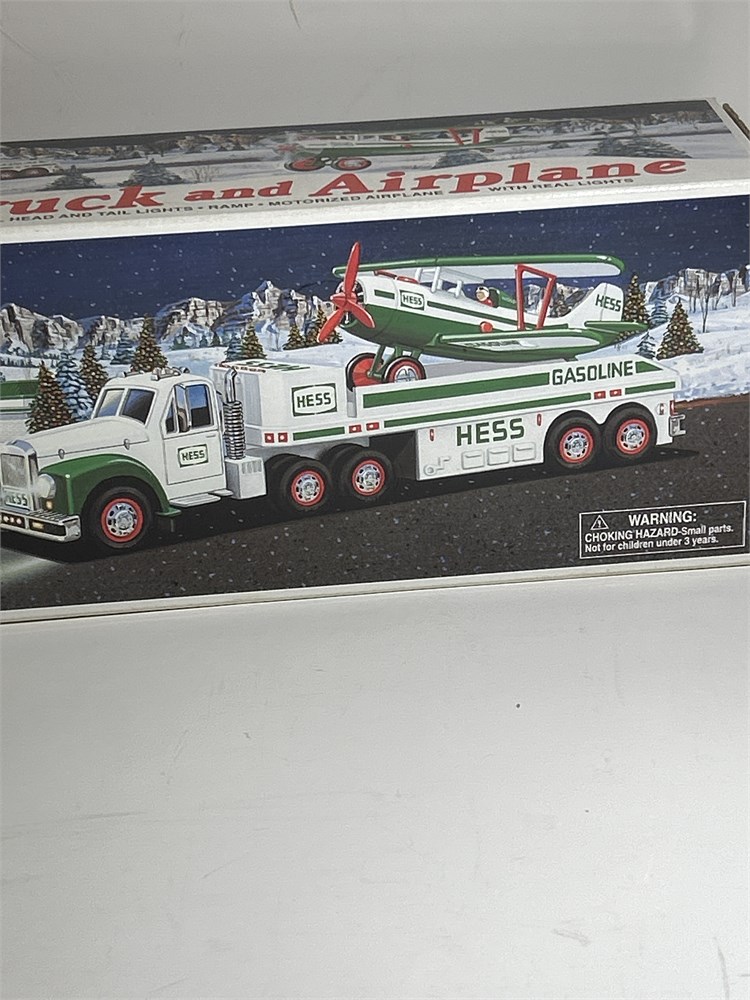 ruck and Airplane
HEAD AND TAIL LIGHTS • RAMP • MOTORIZED AIRPLANE WITH REAL LIGHTS
HESS
HESS
GASOLINE
HESS
HESS
HESS
HESS
WARNING:
CHOKING HAZARD-Small parts.
Not for children under 3 years.